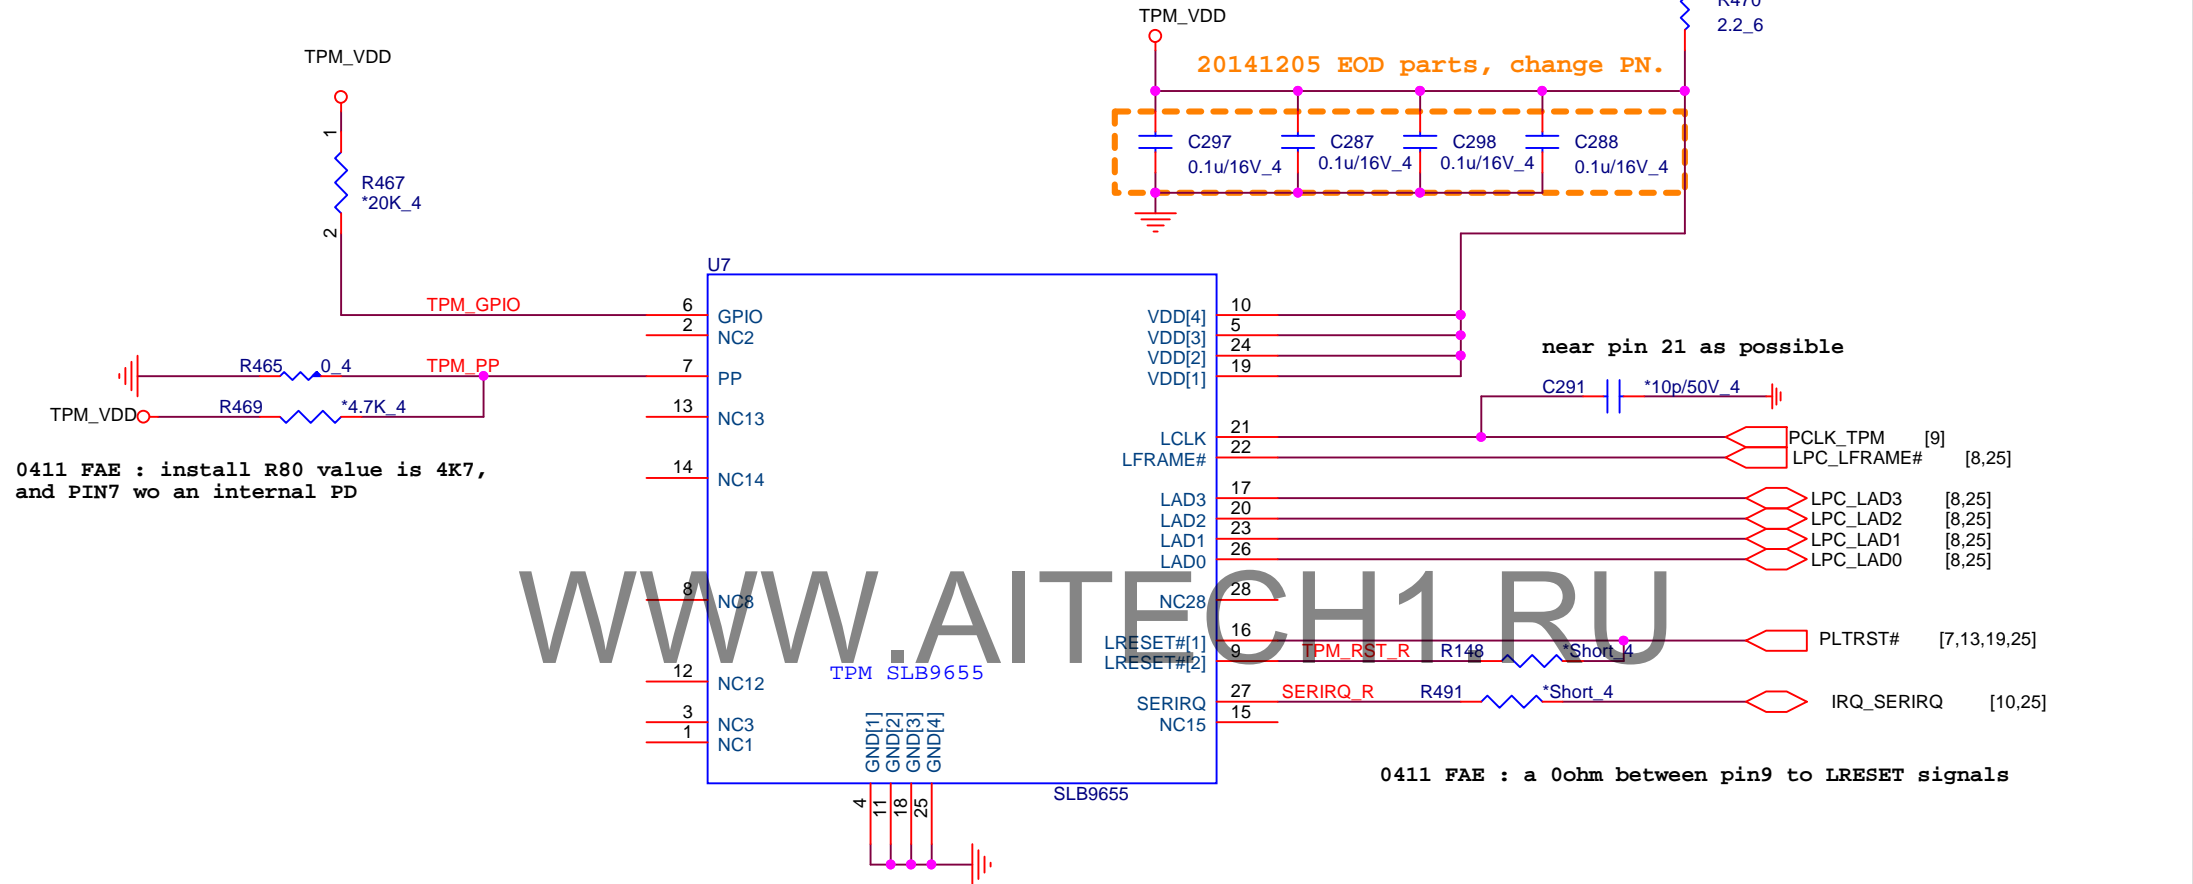 TPM_VDD
R470
2.2_6
TPM_VDD
20141205 EOD parts, change PN.
1
R467
*20K_4
2
C297
0.1u/16V_4
C287
0.1u/16V_4
C298
0.1u/16V_4
C288
0.1u/16V_4
U7
TPM_GPIO
6
GPIO
2
NC2
R465
0_4
TPM_PP
7
PP
TPM_VDD
R469
*4.7K_4
13
NC13
0411 FAE : install R80 value is 4K7,
and PIN7 wo an internal PD
14
NC14
8
NC8
12
NC12
3
NC3
1
NC1
10
VDD[4]
5
VDD[3]
24
VDD[2]
19
VDD[1]
near pin 21 as possible
C291
*10p/50V_4
21
LCLK
PCLK_TPM [9]
22
LFRAME#
LPC_LFRAME# [8,25]
17
LAD3
LPC_LAD3 [8,25]
20
LAD2
LPC_LAD2 [8,25]
23
LAD1
LPC_LAD1 [8,25]
26
LAD0
LPC_LAD0 [8,25]
28
NC28
WWW.AITECH1.RU
16
LRESET#[1]
PLTRST# [7,13,19,25]
9
LRESET#[2]
TPM_RST_R
R148
*Short_4
TPM SLB9655
27
SERIRQ
SERIRQ_R
R491
*Short_4
IRQ_SERIRQ [10,25]
15
NC15
GND[1]
GND[2]
GND[3]
GND[4]
4
11
18
25
SLB9655
0411 FAE : a 0ohm between pin9 to LRESET signals